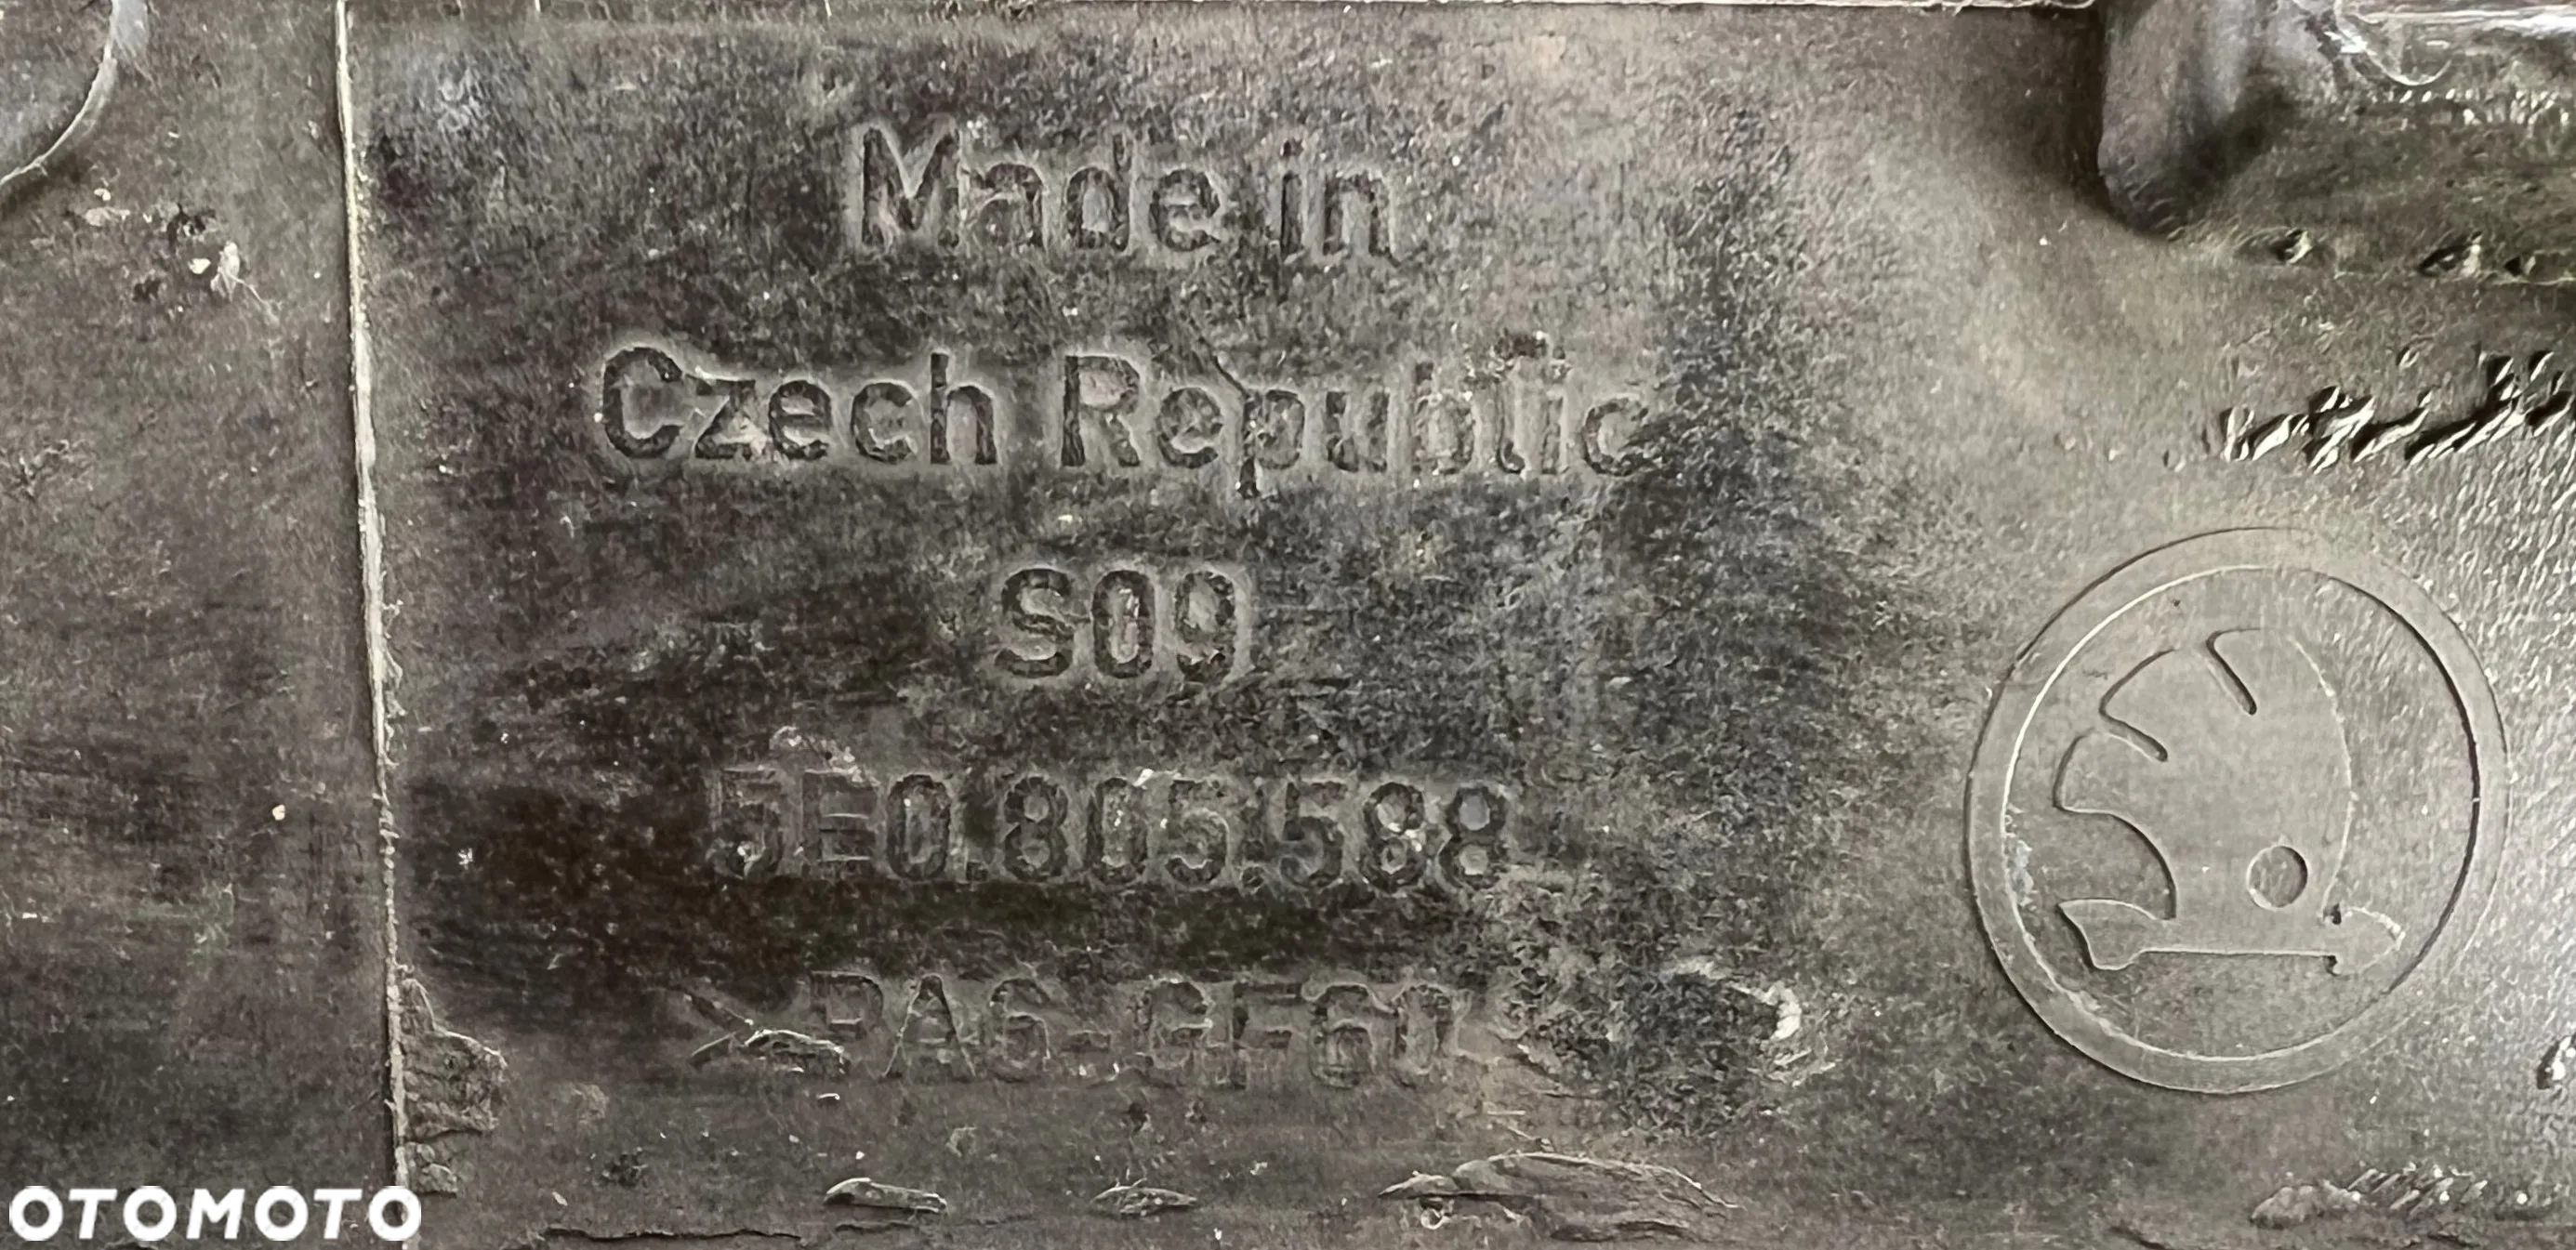 Made in
Czech Republic
S09
5E0.805.588
>PA6-GF60<
OTOMOTO